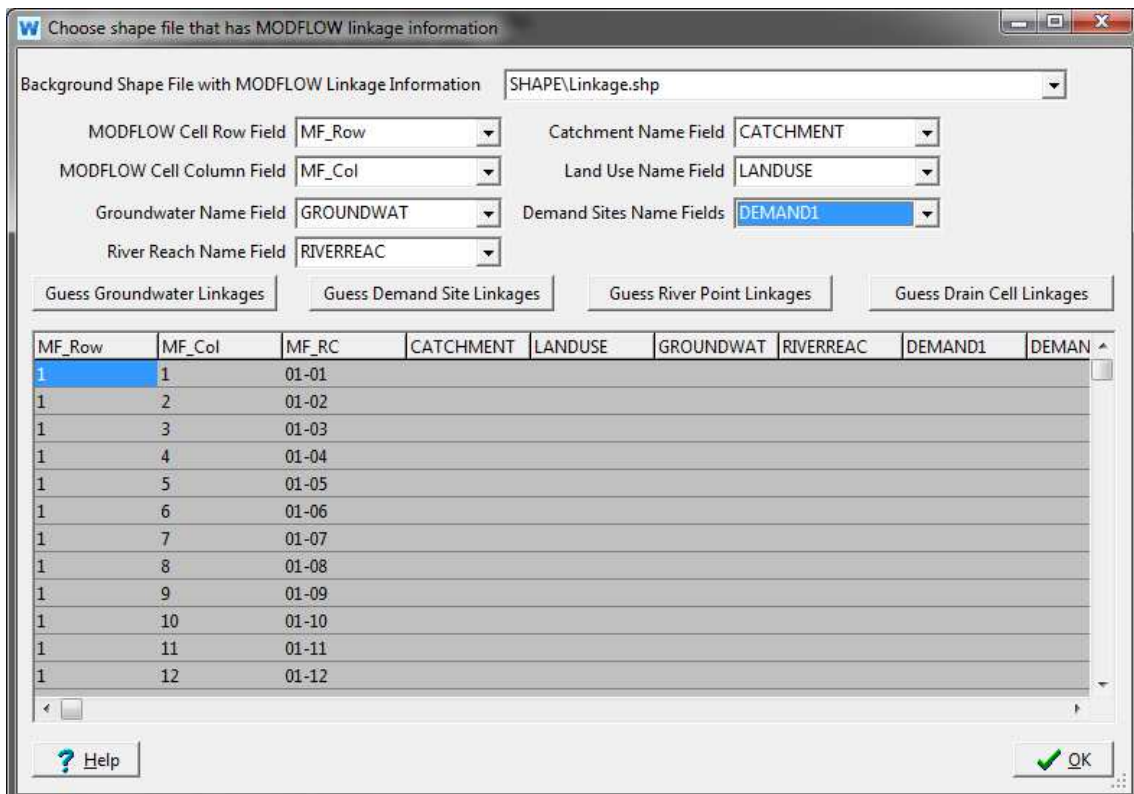 W Choose shape file that has MODFLOW linkage information
Background Shape File with MODFLOW Linkage Information SHAPE\Linkage.shp
MODFLOW Cell Row Field MF_Row Catchment Name Field CATCHMENT
MODFLOW Cell Column Field MF_Col Land Use Name Field LANDUSE
Groundwater Name Field GROUNDWAT Demand Sites Name Fields DEMAND1
River Reach Name Field RIVERREAC
Guess Groundwater Linkages Guess Demand Site Linkages Guess River Point Linkages Guess Drain Cell Linkages
MF_Row MF_Col MF_RC CATCHMENT LANDUSE GROUNDWAT RIVERREAC DEMAND1 DEMAN
1 1 01-01
1 2 01-02
1 3 01-03
1 4 01-04
1 5 01-05
1 6 01-06
1 7 01-07
1 8 01-08
1 9 01-09
1 10 01-10
1 11 01-11
1 12 01-12
? Help OK